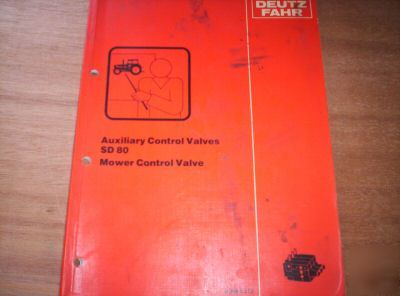 DEUTZ
FAHR
Auxiliary Control Valves
SD 80
Mower Control Valve